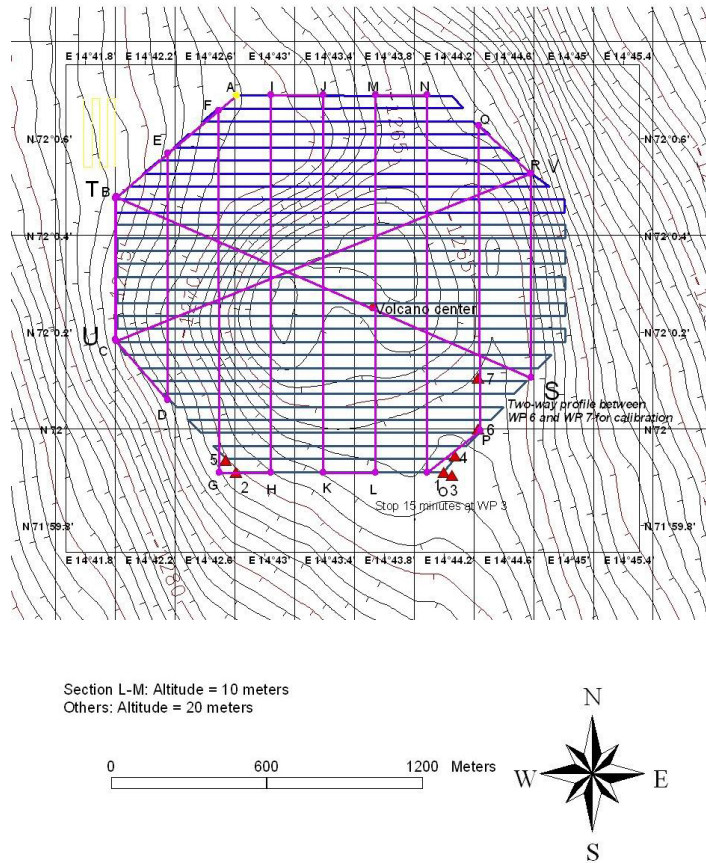 E 14°41.8' E 14°42.2' E 14°42.6' E 14°43' E 14°43.4' E 14°43.8' E 14°44.2' E 14°44.6' E 14°45' E 14°45.4'
A I J M N
F
Q
N 72°0.6' E 1265 N 72°0.6'
R V
T B
N 72°0.4' 1265 N 72°0.4'
Volcano center
N 72°0.2' U C N 72°0.2'
7 S
Two-way profile between
WP 6 and WP 7 for calibration
D
N 72° 6 N 72°
P
5 4
G 2 H K L 1 O 3
Stop 15 minutes at WP 3
N 71°59.8' N 71°59.8'
E 14°41.8' E 14°42.2' E 14°42.6' E 14°43' E 14°43.4' E 14°43.8' E 14°44.2' E 14°44.6' E 14°45' E 14°45.4'
1280
Section L-M: Altitude = 10 meters
Others: Altitude = 20 meters
0 600 1200 Meters
N
W E
S